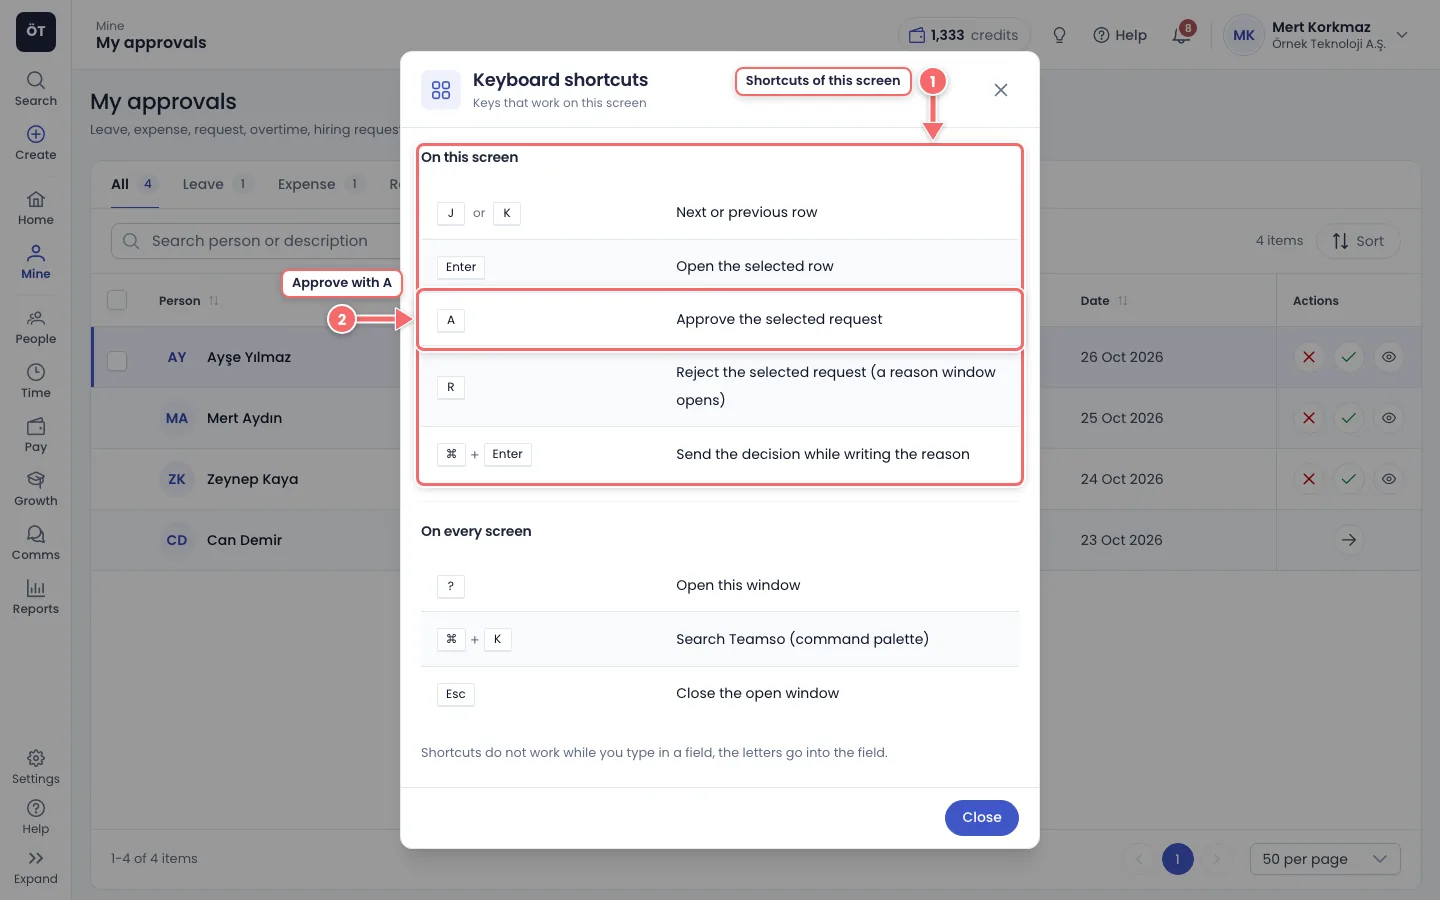 ÖT
Mine
My approvals
1,333 credits
Help
8
MK
Mert Korkmaz
Örnek Teknoloji A.Ş.
Search
Create
Home
Mine
People
Time
Pay
Growth
Comms
Reports
Settings
Help
Expand
My approvals
Leave, expense, request, overtime, hiring reques
All 4
Leave 1
Expense 1
Search person or description
4 items
Sort
Person
Date
Actions
AY Ayşe Yılmaz 26 Oct 2026
MA Mert Aydın 25 Oct 2026
ZK Zeynep Kaya 24 Oct 2026
CD Can Demir 23 Oct 2026
1-4 of 4 items
1
50 per page
Keyboard shortcuts
Keys that work on this screen
Shortcuts of this screen
1
On this screen
J or K Next or previous row
Enter Open the selected row
Approve with A
2
A Approve the selected request
R Reject the selected request (a reason window
opens)
⌘ + Enter Send the decision while writing the reason
On every screen
? Open this window
⌘ + K Search Teamso (command palette)
Esc Close the open window
Shortcuts do not work while you type in a field, the letters go into the field.
Close